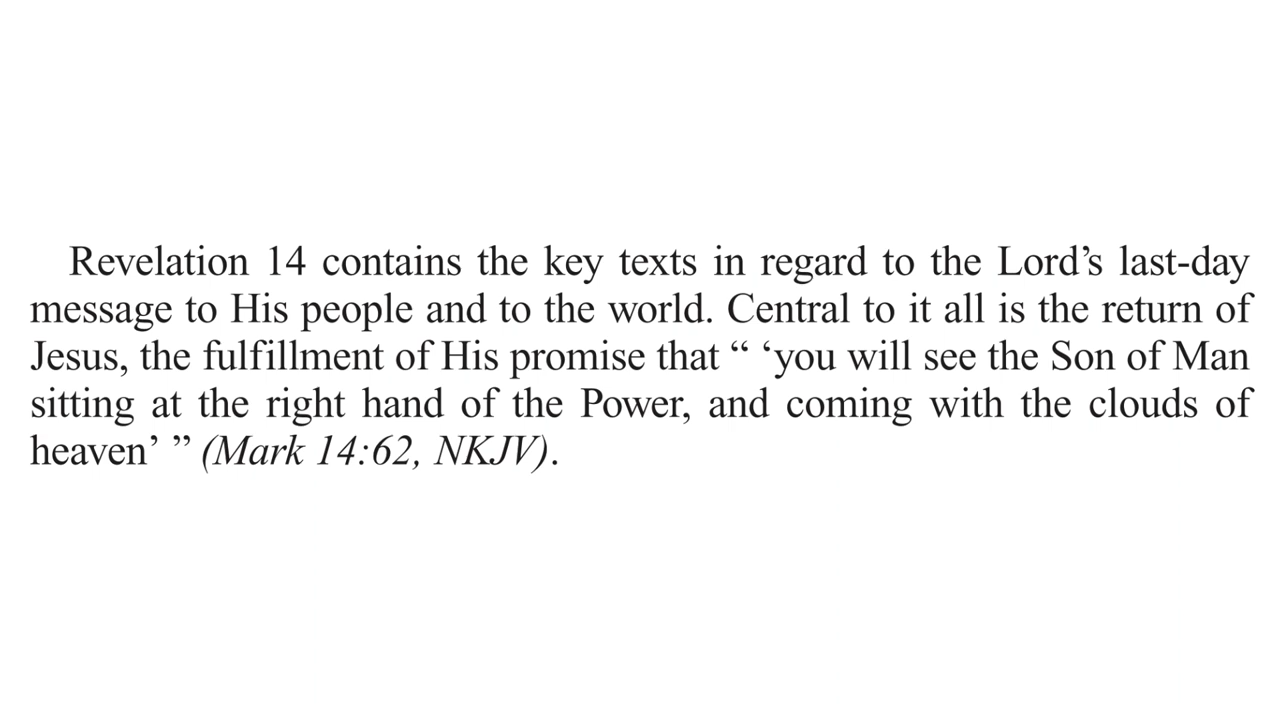 Revelation 14 contains the key texts in regard to the Lord’s last-day
message to His people and to the world. Central to it all is the return of
Jesus, the fulfillment of His promise that “ ‘you will see the Son of Man
sitting at the right hand of the Power, and coming with the clouds of
heaven’ ” (Mark 14:62, NKJV).